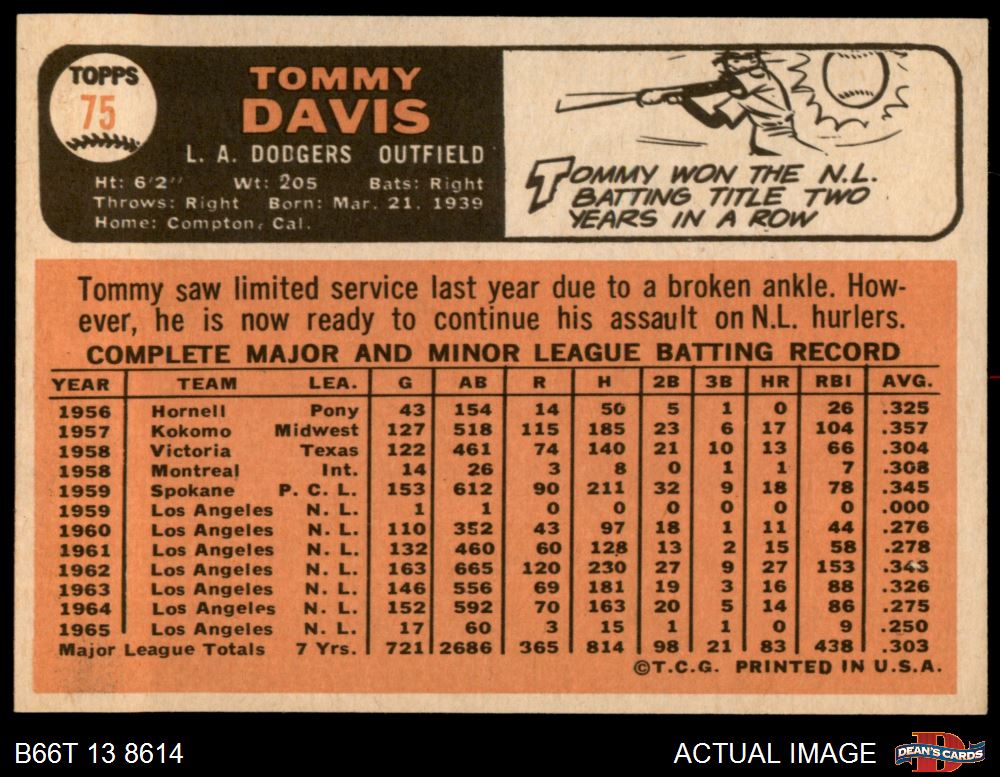 TOPPS
75
TOMMY
DAVIS
L. A. DODGERS OUTFIELD
Ht: 6'2" Wt: 205 Bats: Right
Throws: Right Born: Mar. 21, 1939
Home: Compton, Cal.
TOMMY WON THE N.L.
BATTING TITLE TWO
YEARS IN A ROW
Tommy saw limited service last year due to a broken ankle. How-
ever, he is now ready to continue his assault on N.L. hurlers.
COMPLETE MAJOR AND MINOR LEAGUE BATTING RECORD
YEAR TEAM LEA. G AB R H 2B 3B HR RBI AVG.
1956 Hornell Pony 43 154 14 50 5 1 0 26 .325
1957 Kokomo Midwest 127 518 115 185 23 6 17 104 .357
1958 Victoria Texas 122 461 74 140 21 10 13 66 .304
1958 Montreal Int. 14 26 3 8 0 1 1 7 .308
1959 Spokane P. C. L. 153 612 90 211 32 9 18 78 .345
1959 Los Angeles N. L. 1 1 0 0 0 0 0 0 .000
1960 Los Angeles N. L. 110 352 43 97 18 1 11 44 .276
1961 Los Angeles N. L. 132 460 60 128 13 2 15 58 .278
1962 Los Angeles N. L. 163 665 120 230 27 9 27 153 .343
1963 Los Angeles N. L. 146 556 69 181 19 3 16 88 .326
1964 Los Angeles N. L. 152 592 70 163 20 5 14 86 .275
1965 Los Angeles N. L. 17 60 3 15 1 1 0 9 .250
Major League Totals 7 Yrs. 721 2686 365 814 98 21 83 438 .303
©T.C.G. PRINTED IN U.S.A.
B66T 13 8614 ACTUAL IMAGE
D
DEAN'S CARDS